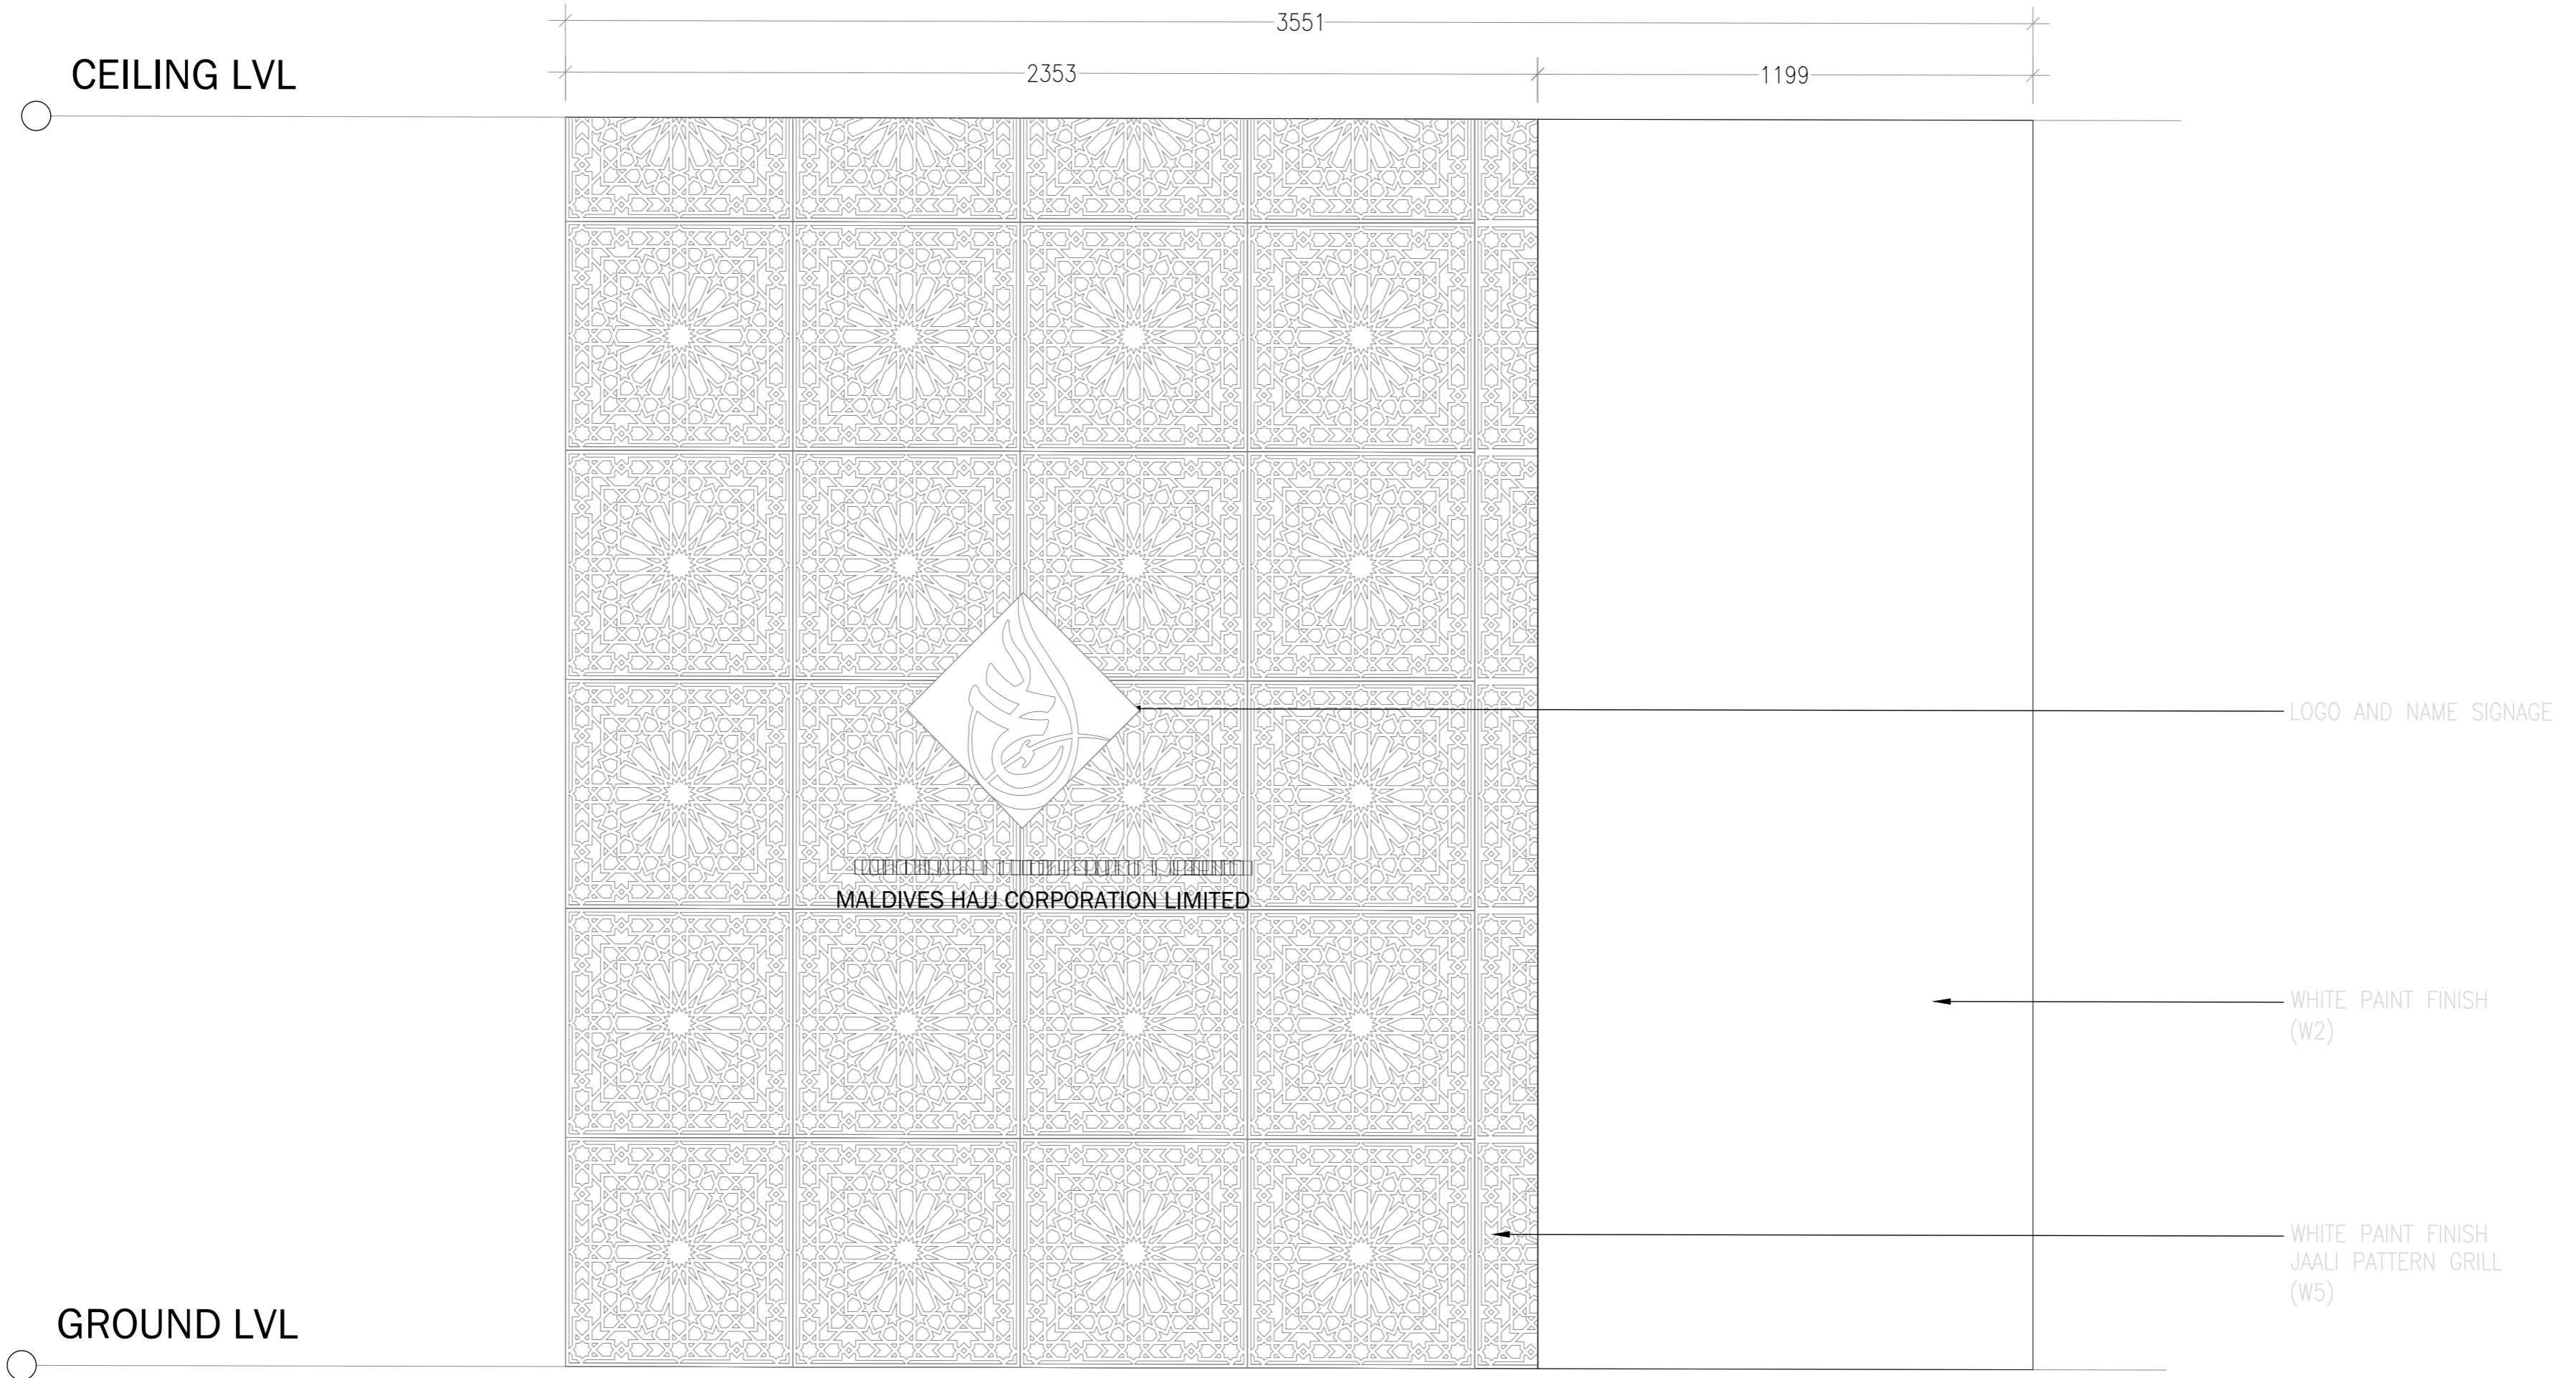 3551
2353
1199
CEILING LVL
LOGO AND NAME SIGNAGE
MALDIVES HAJJ CORPORATION LIMITED
WHITE PAINT FINISH
(W2)
WHITE PAINT FINISH
JAALI PATTERN GRILL
(W5)
GROUND LVL